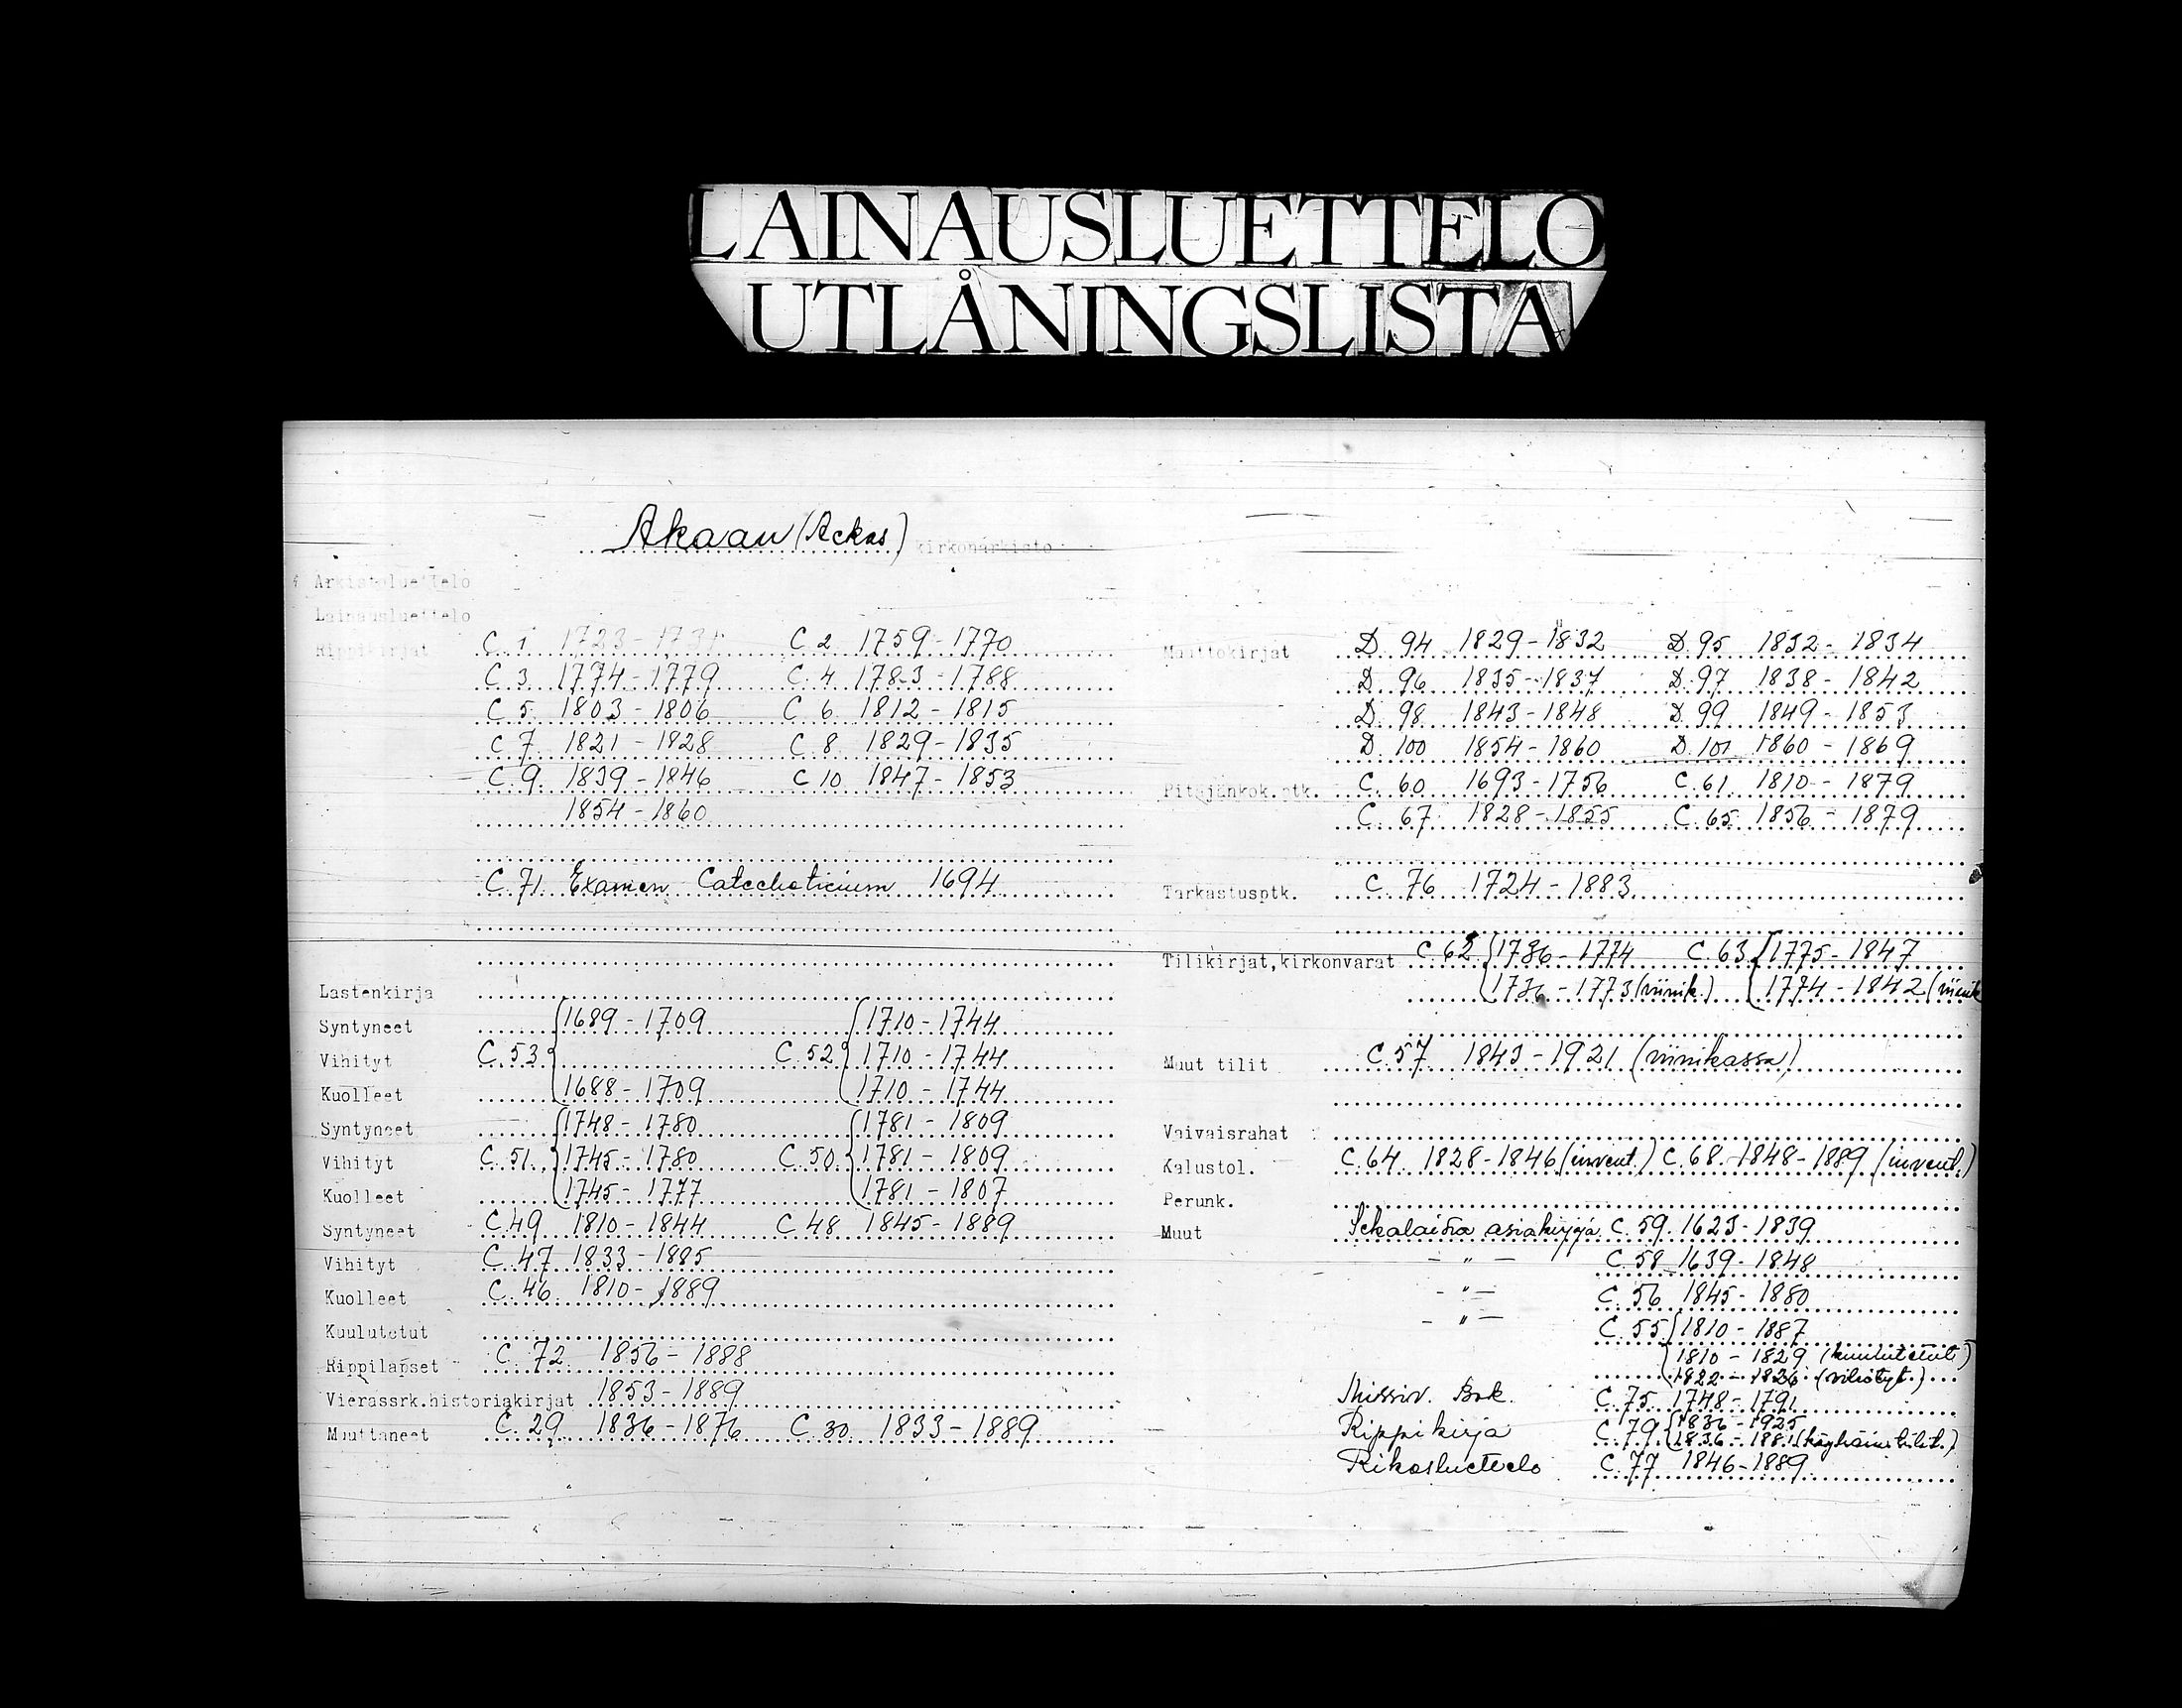 LAINAUSLUETTELO
UTLÅNINGSLISTA
Akaan (Ackas) kirkonarkisto
Arkistoluettelo
Lainausluettelo
Rippikirjat C. 1 1723-1731 C 2 1759-1770
C. 3 1774-1779 C. 4 1783-1788
C 5 1803-1806 C 6 1812-1815
C 7 1821-1828 C 8 1829-1835
C. 9 1839-1846 C 10 1847-1853
1854-1860
C. 71 Examen Catecheticium 1694
Lastenkirja
Syntyneet 1689-1709 1710-1744
Vihityt C. 53 C. 52 1710-1744
Kuolleet 1688-1709 1710-1744
Syntyneet 1748-1780 1781-1809
Vihityt C. 51. 1745-1780 C. 50. 1781-1809
Kuolleet 1745-1777 1781-1807
Syntyneet C. 49 1810-1844 C. 48 1845-1889
Vihityt C. 47 1833-1885
Kuolleet C. 46 1810-1889
Kuulutetut
Rippilapset C. 72 1856-1888
Vierassrk.historiakirjat 1853-1889
Muuttaneet C. 29 1836-1876 C. 30 1833-1889
Muuttokirjat D. 94 1829-1832 D. 95 1832-1834
D. 96 1835-1837 D. 97 1838-1842
D. 98 1843-1848 D. 99 1849-1853
D. 100 1854-1860 D. 101 1860-1869
Pitäjänkok.ptk. C. 60 1693-1756 C. 61 1810-1879
C. 67 1828-1855 C. 65 1856-1879
Tarkastusptk. C. 76 1724-1883
Tilikirjat,kirkonvarat C. 62 1736-1774 C. 63 1775-1847
1736-1773 (viinik.) 1774-1842 (viinik
Muut tilit C. 57 1843-1921 (viinikassa)
Vaivaisrahat
Kalustol. C. 64 1828-1846 (invent.) C. 68 1848-1889 (invent.)
Perunk.
Muut Sekalaisia asiakirjoja C. 59. 1623-1839
- " - C. 58 1639-1848
- " - C. 56 1845-1880
- " - C. 55 1810-1887
1810-1829 (kuulutetut)
1822-1826 (vihityt.)
Missiv. Bok. C. 75 1748-1791
Rippikirja C. 79 1836-1925
1836-1881
Rikosluettelo C. 77 1846-1889